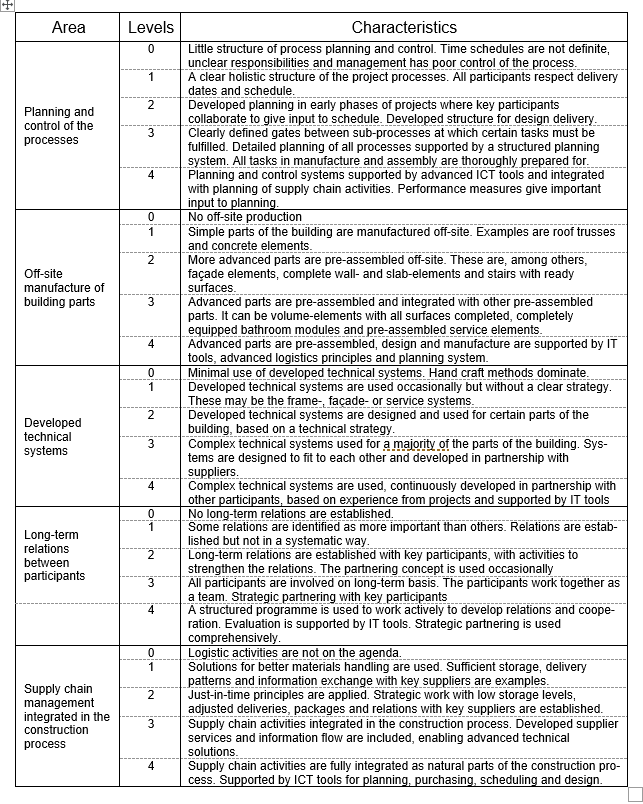 Area Levels Characteristics
Planning and
control of the
processes
0 Little structure of process planning and control. Time schedules are not definite,
unclear responsibilities and management has poor control of the process.
1 A clear holistic structure of the project processes. All participants respect delivery
dates and schedule.
2 Developed planning in early phases of projects where key participants
collaborate to give input to schedule. Developed structure for design delivery.
3 Clearly defined gates between sub-processes at which certain tasks must be
fulfilled. Detailed planning of all processes supported by a structured planning
system. All tasks in manufacture and assembly are thoroughly prepared for.
4 Planning and control systems supported by advanced ICT tools and integrated
with planning of supply chain activities. Performance measures give important
input to planning.
Off-site
manufacture of
building parts
0 No off-site production
1 Simple parts of the building are manufactured off-site. Examples are roof trusses
and concrete elements.
2 More advanced parts are pre-assembled off-site. These are, among others,
façade elements, complete wall- and slab-elements and stairs with ready
surfaces.
3 Advanced parts are pre-assembled and integrated with other pre-assembled
parts. It can be volume-elements with all surfaces completed, completely
equipped bathroom modules and pre-assembled service elements.
4 Advanced parts are pre-assembled, design and manufacture are supported by IT
tools, advanced logistics principles and planning system.
Developed
technical
systems
0 Minimal use of developed technical systems. Hand craft methods dominate.
1 Developed technical systems are used occasionally but without a clear strategy.
These may be the frame-, façade- or service systems.
2 Developed technical systems are designed and used for certain parts of the
building, based on a technical strategy.
3 Complex technical systems used for a majority of the parts of the building. Sys-
tems are designed to fit to each other and developed in partnership with
suppliers.
4 Complex technical systems are used, continuously developed in partnership with
other participants, based on experience from projects and supported by IT tools
Long-term
relations
between
participants
0 No long-term relations are established.
1 Some relations are identified as more important than others. Relations are estab-
lished but not in a systematic way.
2 Long-term relations are established with key participants, with activities to
strengthen the relations. The partnering concept is used occasionally
3 All participants are involved on long-term basis. The participants work together as
a team. Strategic partnering with key participants
4 A structured programme is used to work actively to develop relations and coope-
ration. Evaluation is supported by IT tools. Strategic partnering is used
comprehensively.
Supply chain
management
integrated in the
construction
process
0 Logistic activities are not on the agenda.
1 Solutions for better materials handling are used. Sufficient storage, delivery
patterns and information exchange with key suppliers are examples.
2 Just-in-time principles are applied. Strategic work with low storage levels,
adjusted deliveries, packages and relations with key suppliers are established.
3 Supply chain activities integrated in the construction process. Developed supplier
services and information flow are included, enabling advanced technical
solutions.
4 Supply chain activities are fully integrated as natural parts of the construction pro-
cess. Supported by ICT tools for planning, purchasing, scheduling and design.